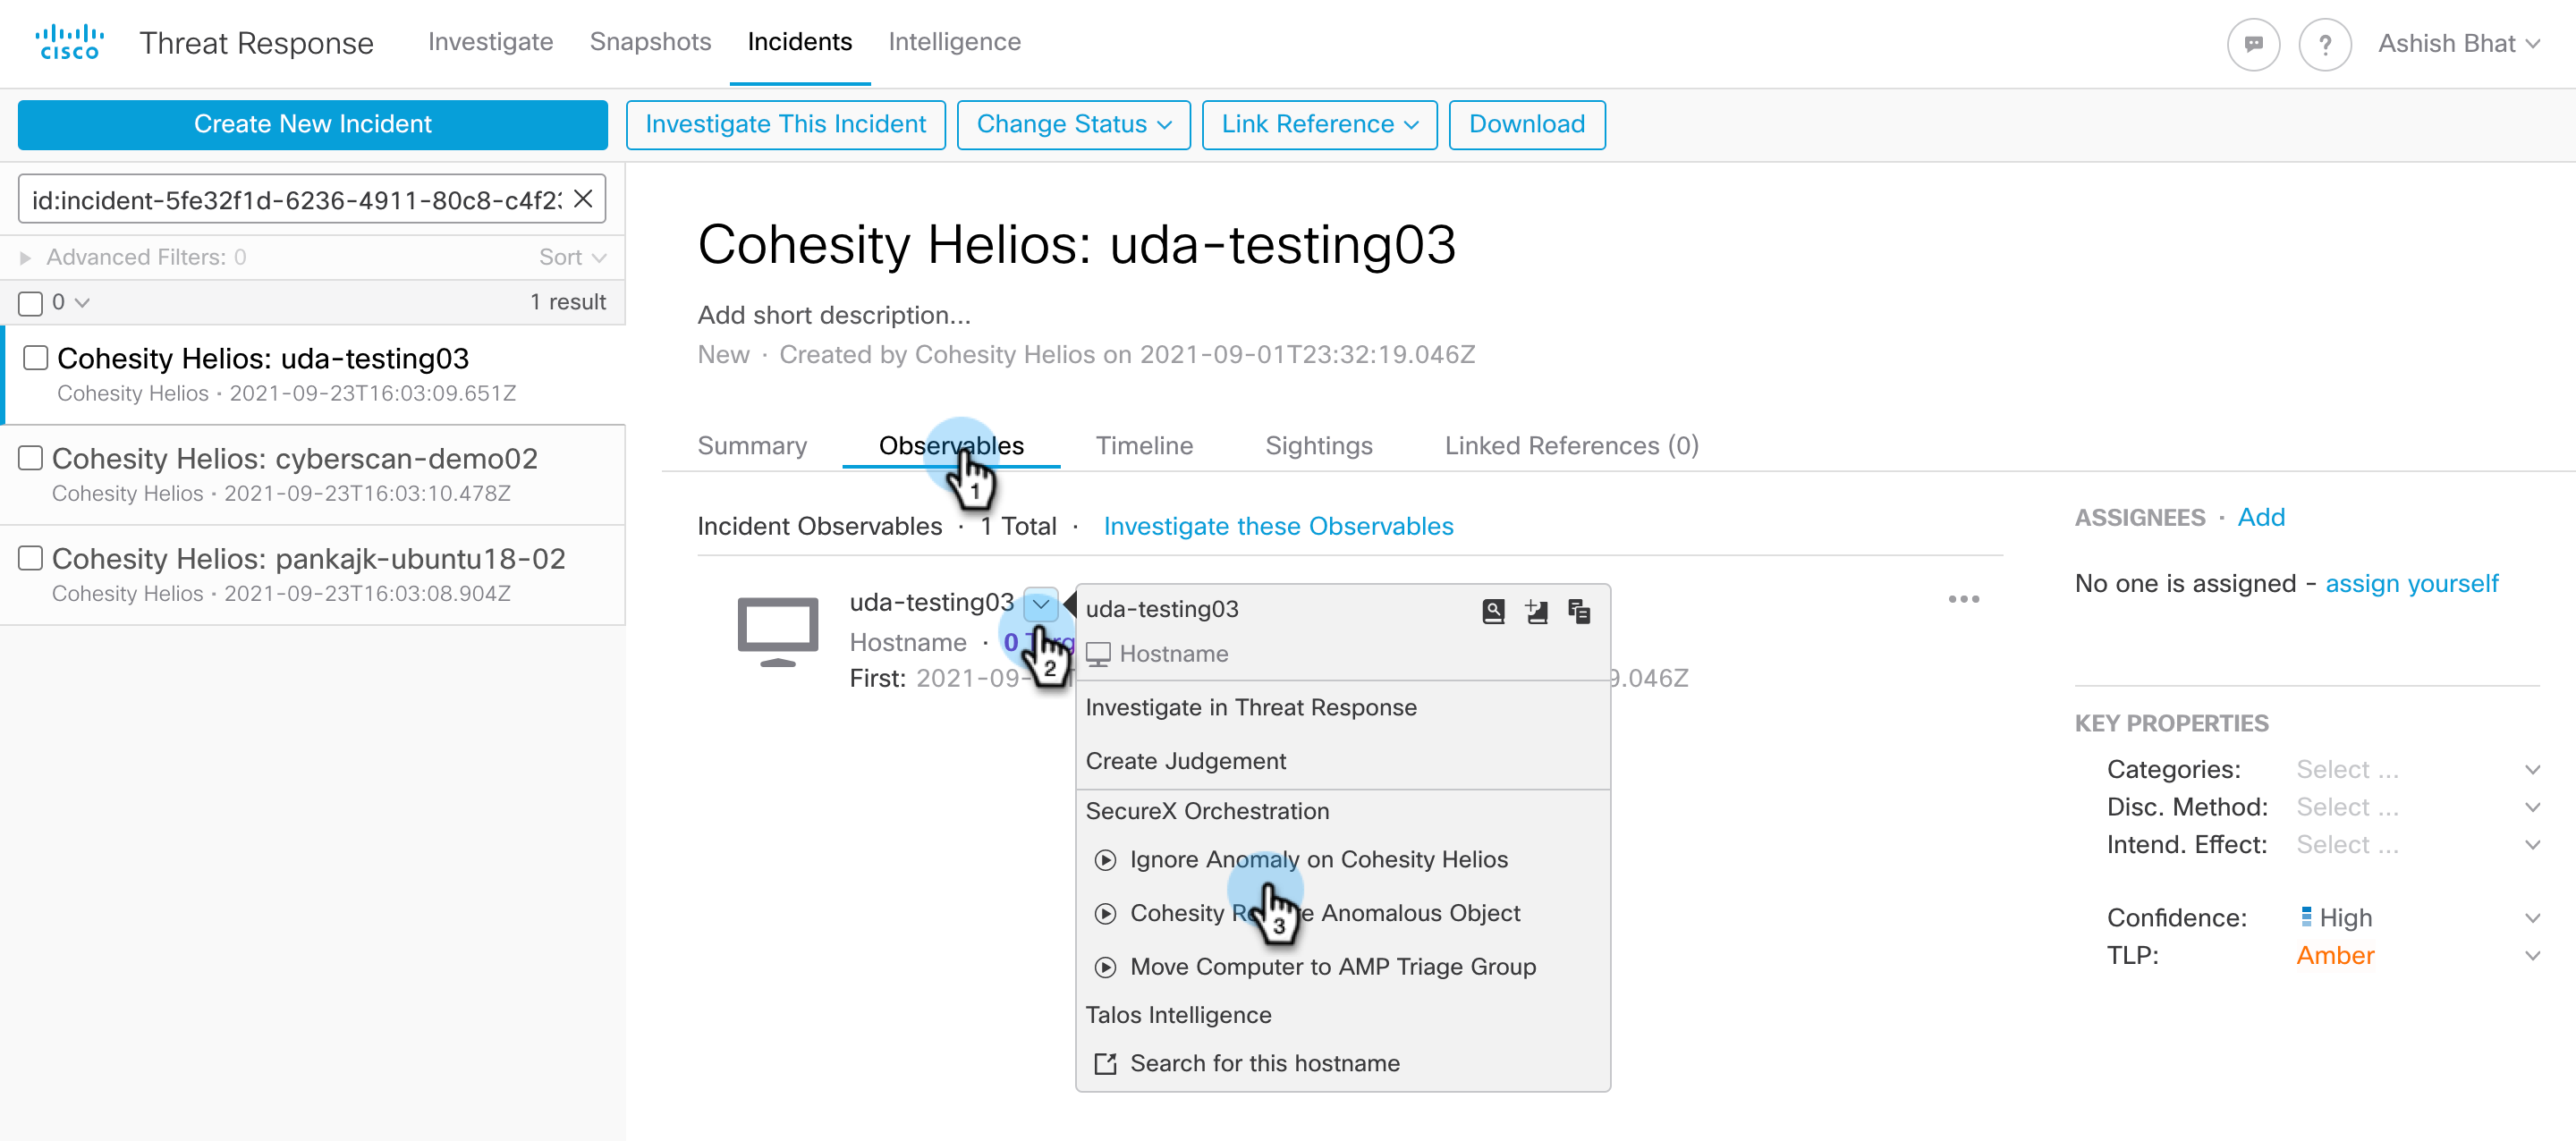 CISCO Threat Response Investigate Snapshots Incidents Intelligence ? Ashish Bhat
Create New Incident Investigate This Incident Change Status Link Reference Download
id:incident-5fe32f1d-6236-4911-80c8-c4f2
Advanced Filters: 0 Sort
0 1 result
Cohesity Helios: uda-testing03
Cohesity Helios · 2021-09-23T16:03:09.651Z
Cohesity Helios: cyberscan-demo02
Cohesity Helios · 2021-09-23T16:03:10.478Z
Cohesity Helios: pankajk-ubuntu18-02
Cohesity Helios · 2021-09-23T16:03:08.904Z
Cohesity Helios: uda-testing03
Add short description...
New · Created by Cohesity Helios on 2021-09-01T23:32:19.046Z
Summary Observables Timeline Sightings Linked References (0)
1
Incident Observables · 1 Total · Investigate these Observables
uda-testing03
Hostname · 0
2
First: 2021-09- 9.046Z
uda-testing03
Hostname
Investigate in Threat Response
Create Judgement
SecureX Orchestration
Ignore Anomaly on Cohesity Helios
Cohesity Anomalous Object
3
Move Computer to AMP Triage Group
Talos Intelligence
Search for this hostname
ASSIGNEES · Add
No one is assigned - assign yourself
KEY PROPERTIES
Categories: Select ...
Disc. Method: Select ...
Intend. Effect: Select ...
Confidence: High
TLP: Amber